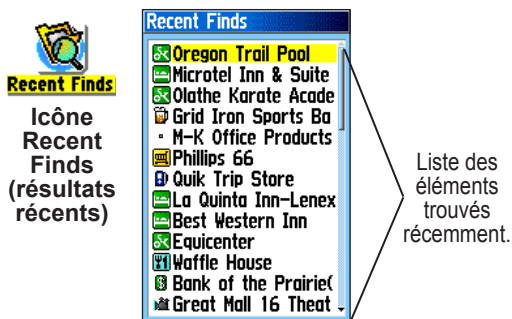 Recent Finds
Icône
Recent
Finds
(résultats
récents)
Recent Finds
Oregon Trail Pool
Microtel Inn & Suite
Olathe Karate Acade
Grid Iron Sports Ba
M-K Office Products
Phillips 66
Quik Trip Store
La Quinta Inn-Lenex
Best Western Inn
Equicenter
Waffle House
Bank of the Prairie(
Great Mall 16 Theat
Liste des
éléments
trouvés
récemment.